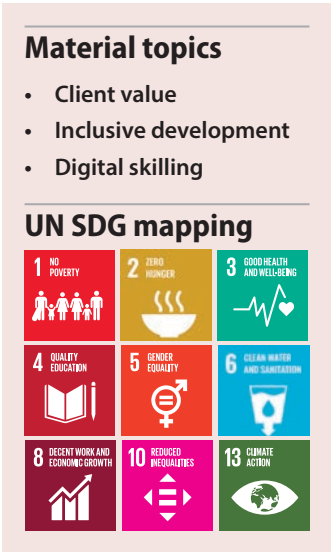 Material topics
• Client value
• Inclusive development
• Digital skilling
UN SDG mapping
1 NO
POVERTY
2 ZERO
HUNGER
3 GOOD HEALTH
AND WELL-BEING
4 QUALITY
EDUCATION
5 GENDER
EQUALITY
6 CLEAN WATER
AND SANITATION
8 DECENT WORK AND
ECONOMIC GROWTH
10 REDUCED
INEQUALITIES
13 CLIMATE
ACTION